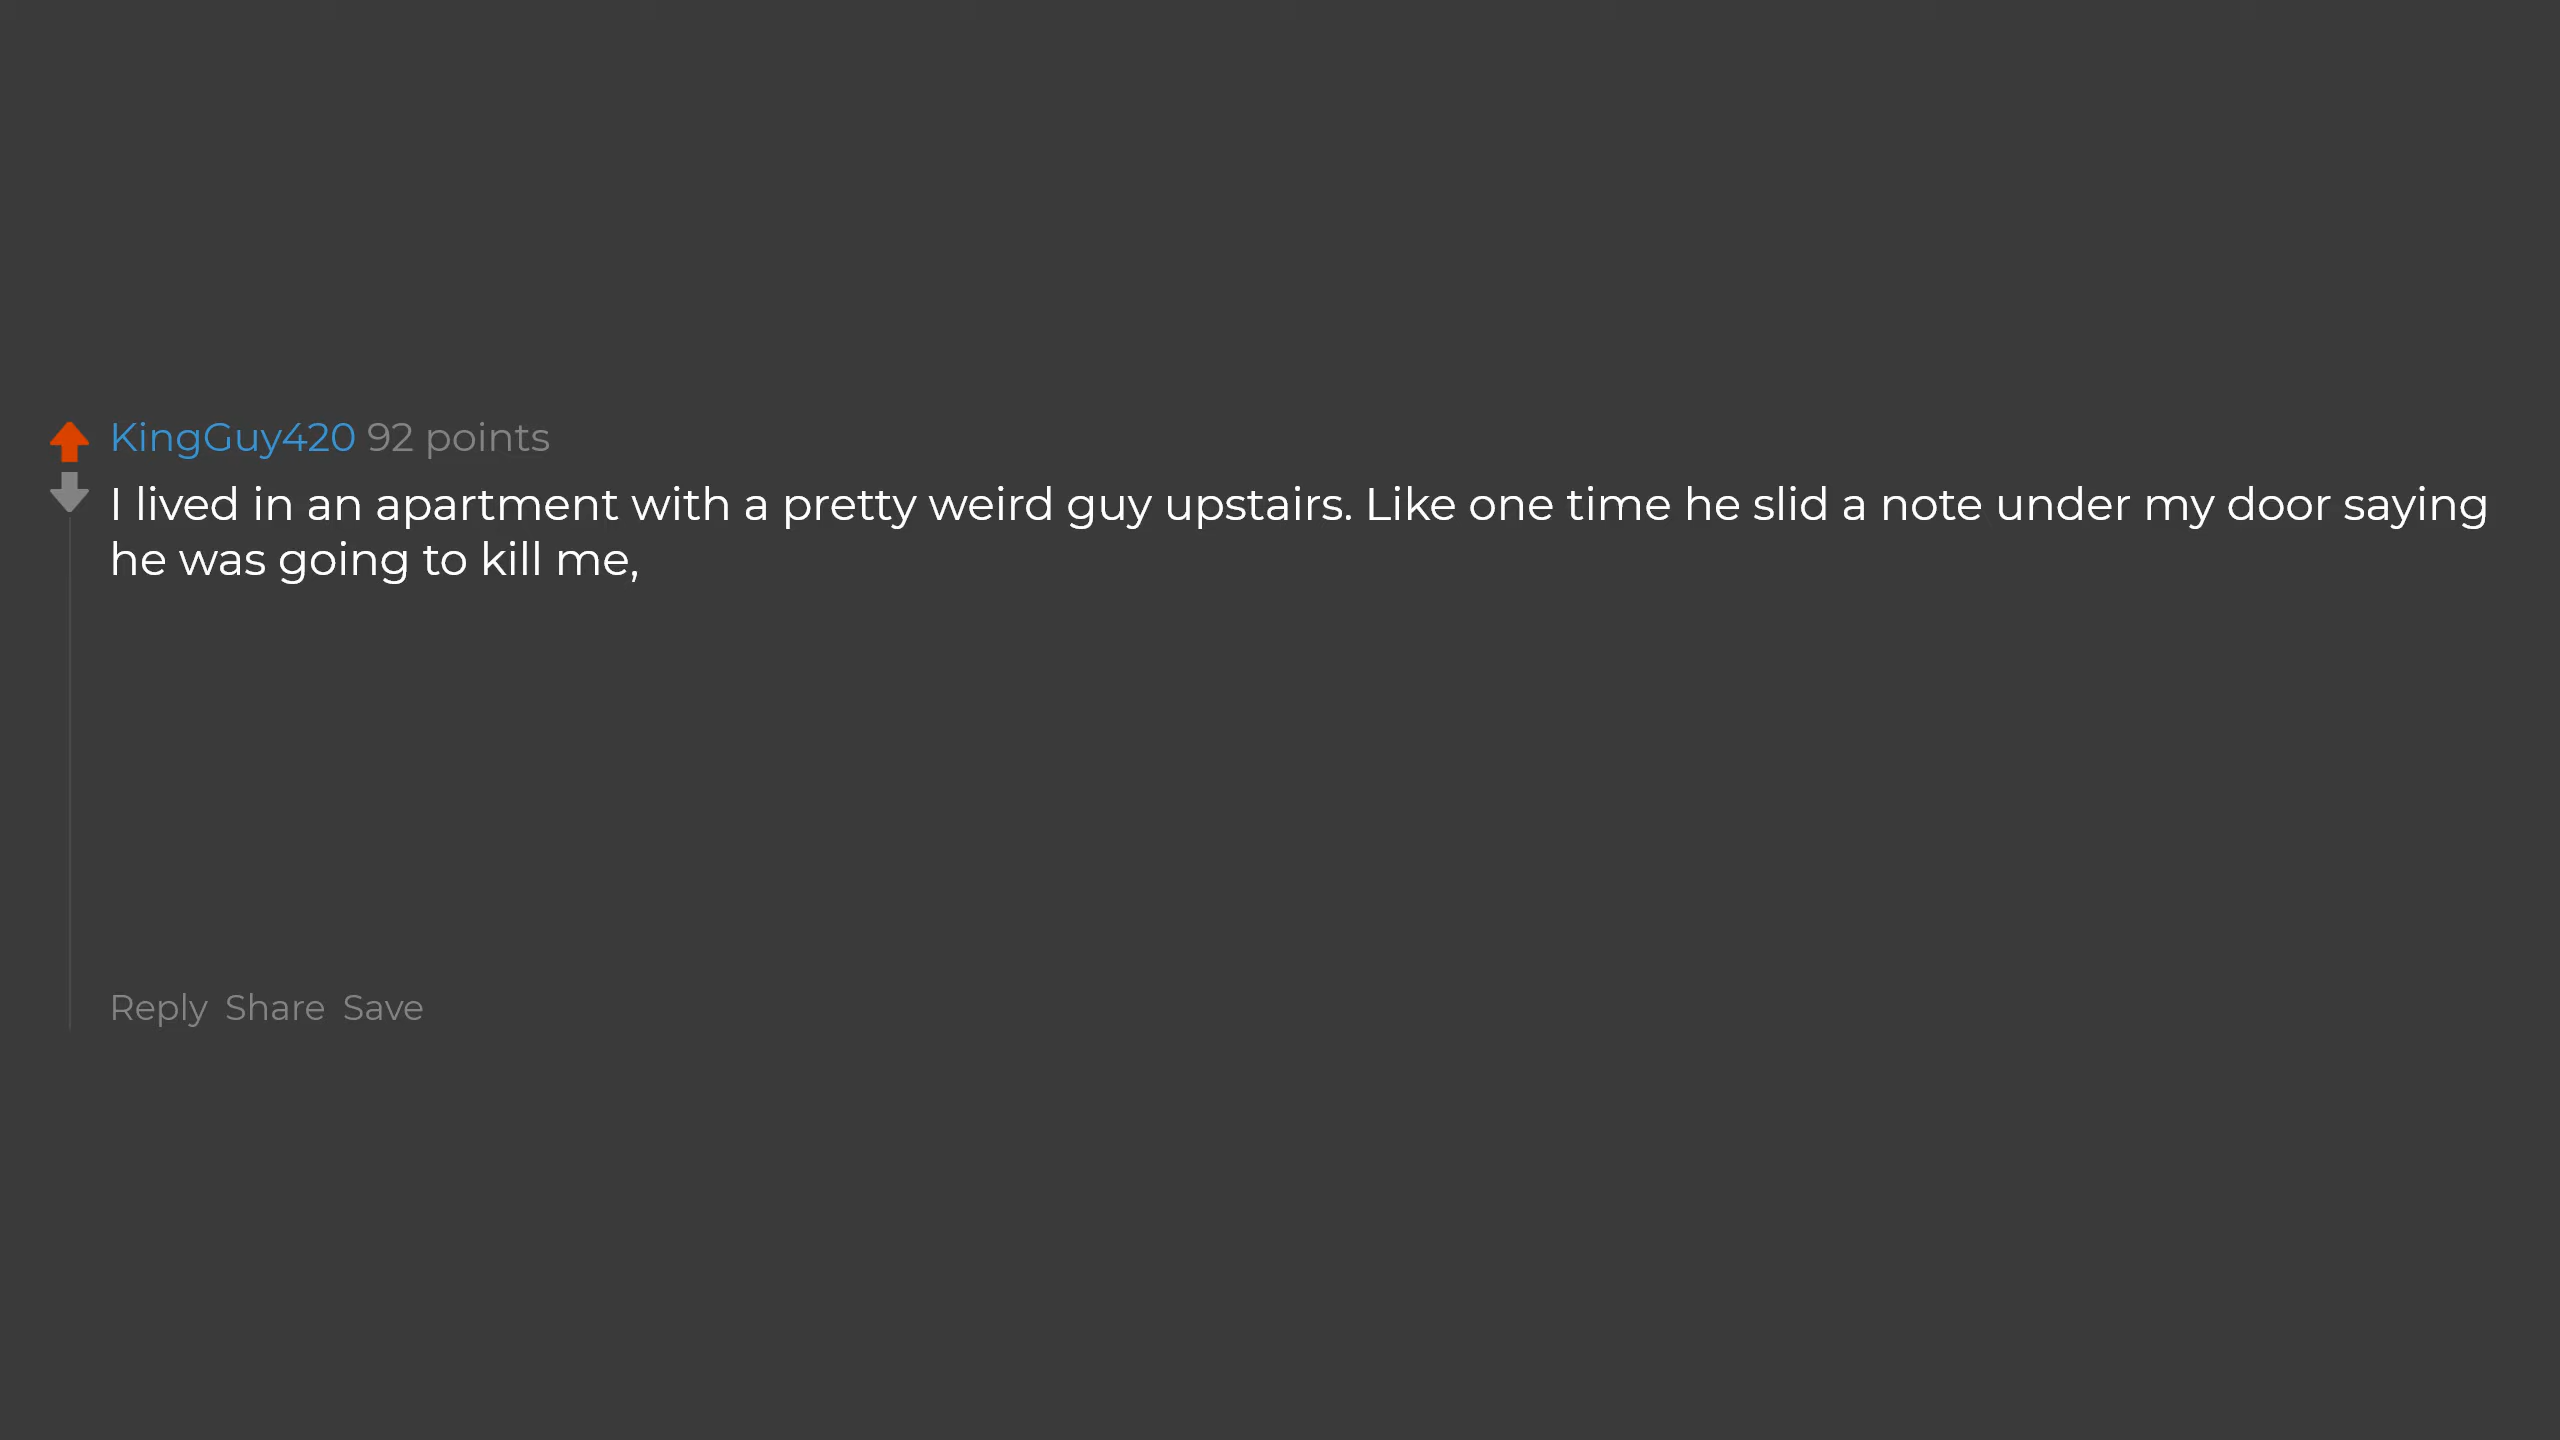 KingGuy420 92 points
I lived in an apartment with a pretty weird guy upstairs. Like one time he slid a note under my door saying
he was going to kill me,
Reply Share Save